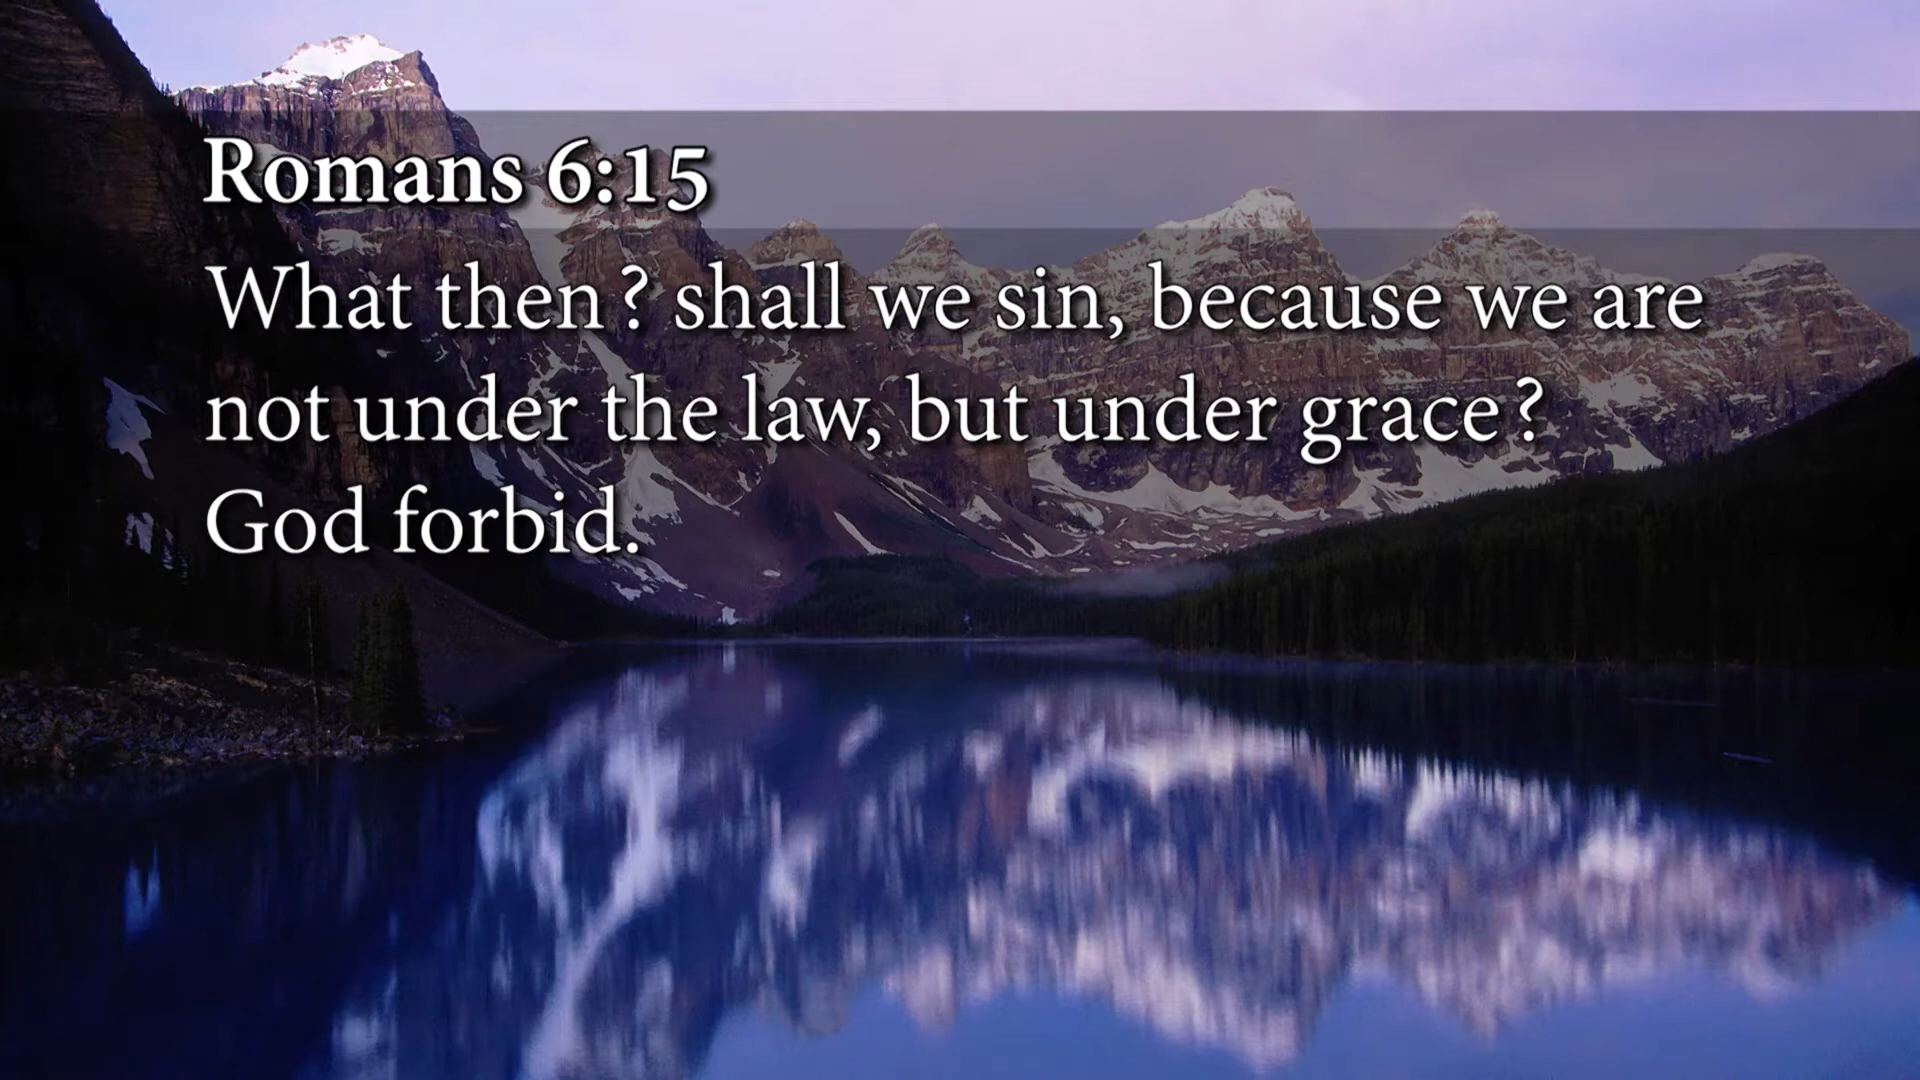 Romans 6:15
What then? shall we sin, because we are
not under the law, but under grace?
God forbid.